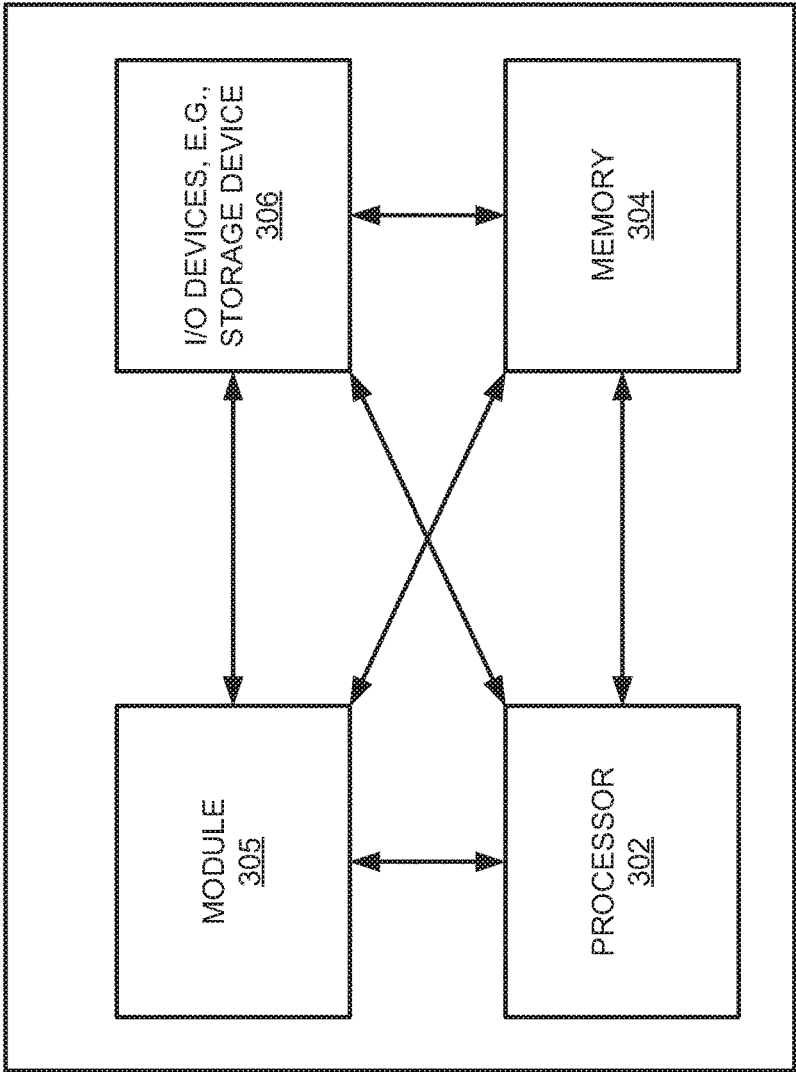 MODULE
305
I/O DEVICES, E.G.,
STORAGE DEVICE
306
PROCESSOR
302
MEMORY
304